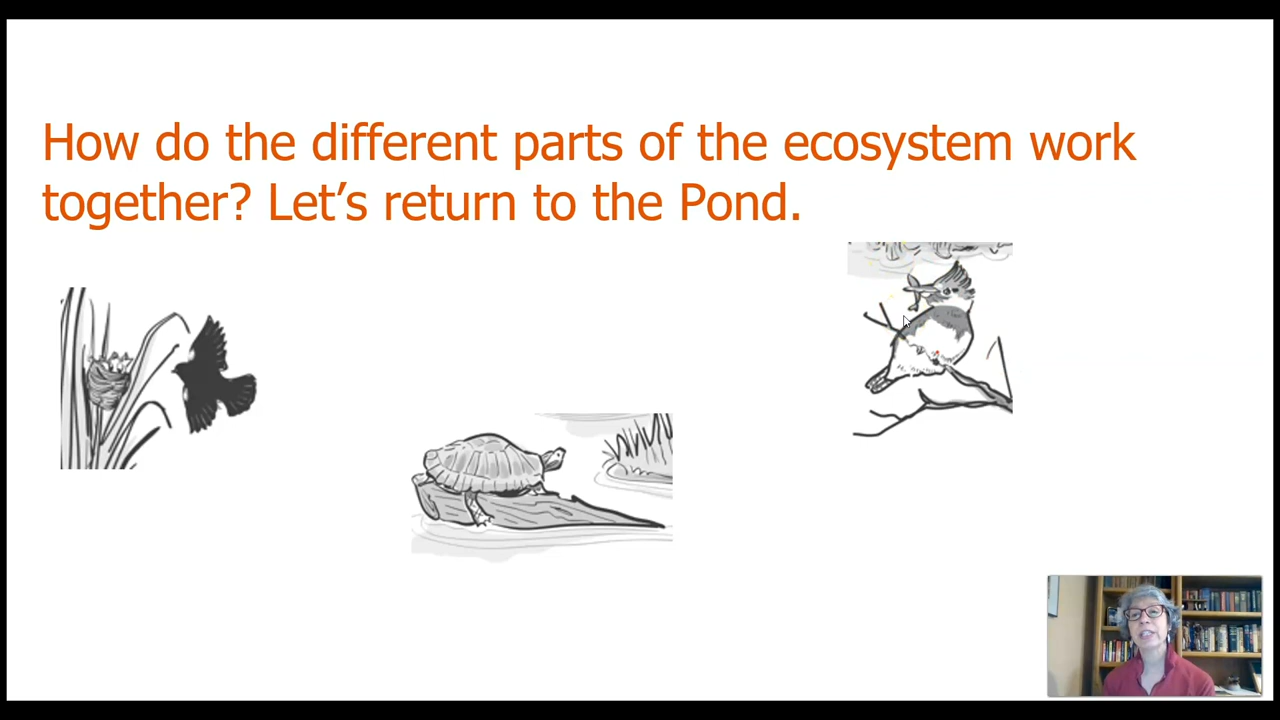 How do the different parts of the ecosystem work
together? Let’s return to the Pond.